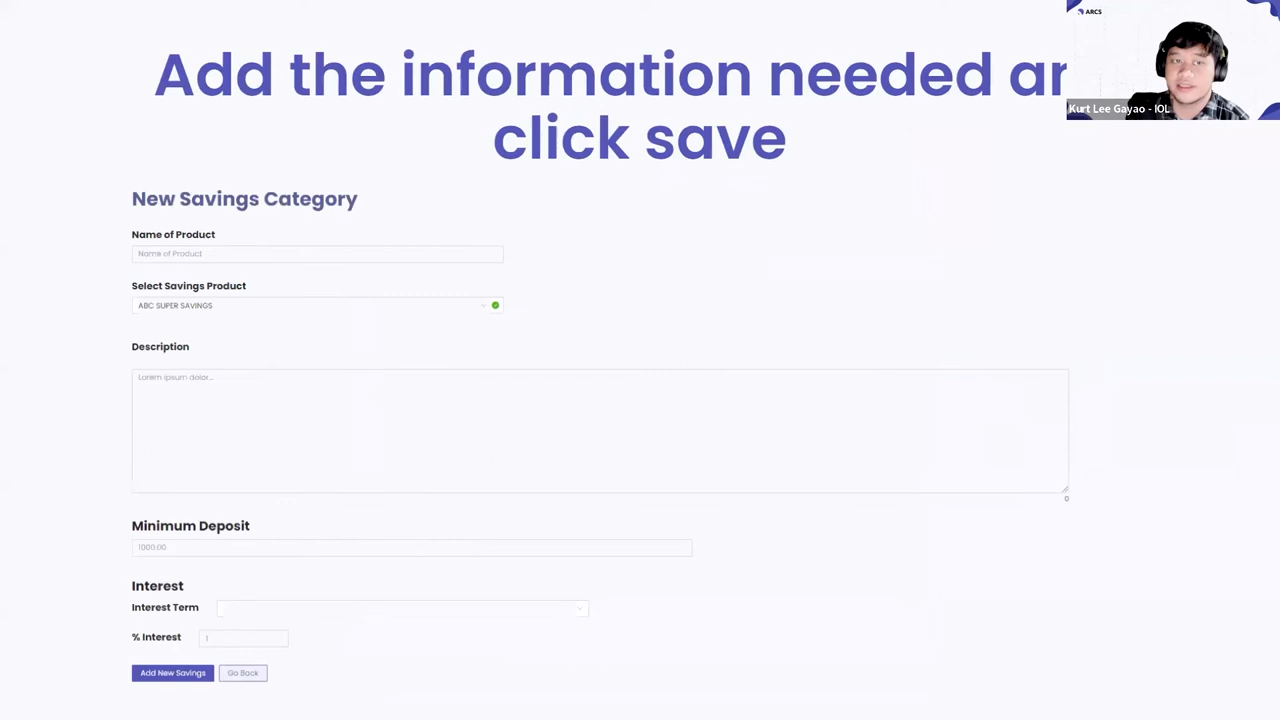 Add the information needed ar
click save
ARCS
Kurt Lee Gayao - IOL
New Savings Category
Name of Product
Name of Product
Select Savings Product
ABC SUPER SAVINGS
Description
Lorem ipsum dolor...
0
Minimum Deposit
1000.00
Interest
Interest Term
% Interest
1
Add New Savings
Go Back